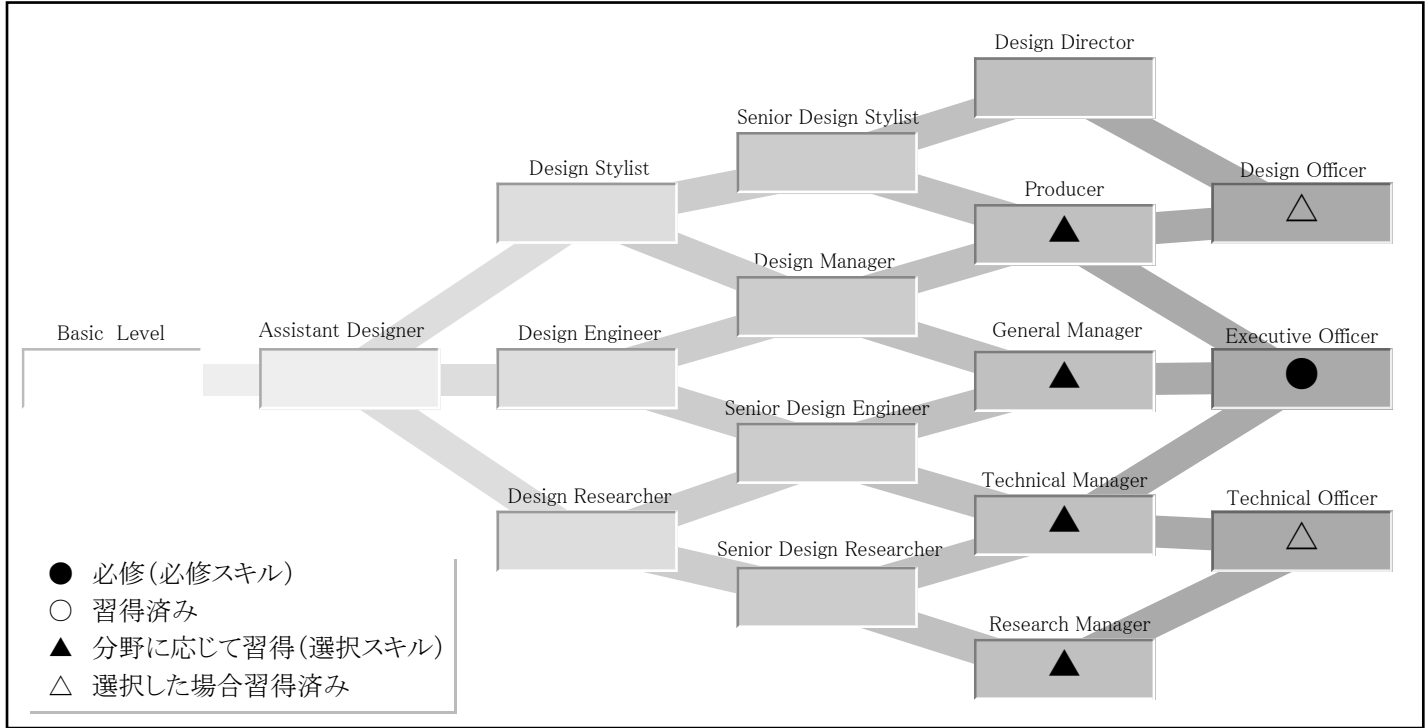 Design Director
Senior Design Stylist
Design Stylist
Design Officer
Producer
△
▲
Design Manager
Basic Level
Assistant Designer
Design Engineer
General Manager
Executive Officer
▲
●
Senior Design Engineer
Design Researcher
Technical Manager
Technical Officer
▲
△
Senior Design Researcher
Research Manager
▲
● 必修(必修スキル)
○ 習得済み
▲ 分野に応じて習得(選択スキル)
△ 選択した場合習得済み